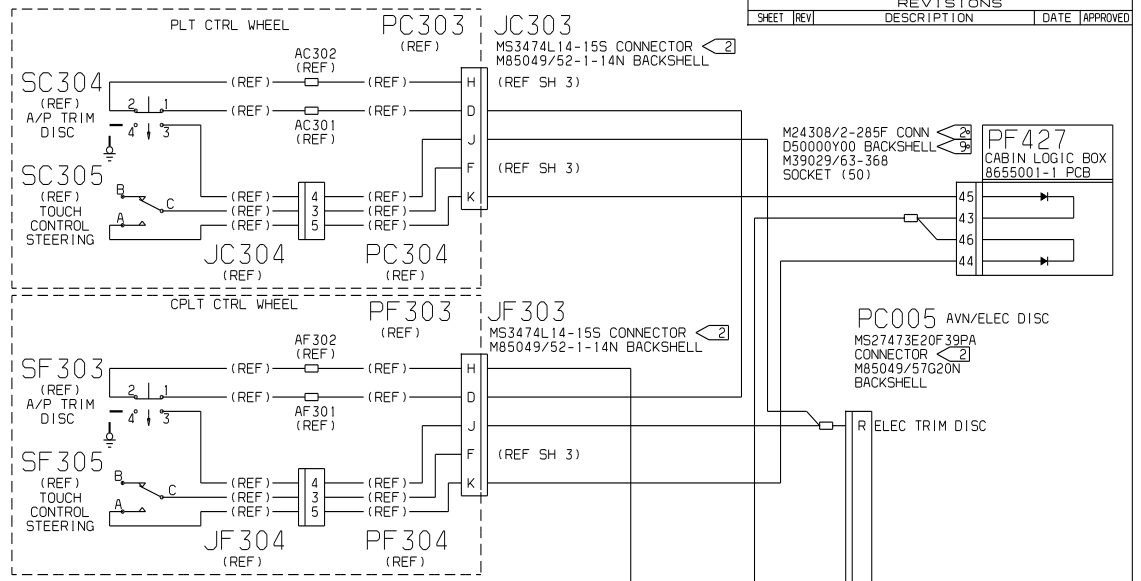 REVISIONS
SHEET REV DESCRIPTION DATE APPROVED
PLT CTRL WHEEL
PC303
(REF)
JC303
MS3474L14-15S CONNECTOR 2
M85049/52-1-14N BACKSHELL
AC302
(REF)
SC304
(REF)
A/P TRIM
DISC
(REF) (REF) H (REF SH 3)
2 1
(REF) (REF) D
4 3
AC301
(REF)
J
F (REF SH 3)
SC305
(REF)
TOUCH
CONTROL
STEERING
B
C
A
(REF) 4 (REF)
(REF) 3 (REF)
(REF) 5 (REF)
K
JC304
(REF)
PC304
(REF)
M24308/2-285F CONN 2
D50000Y00 BACKSHELL 9
M39029/63-368
SOCKET (50)
PF427
CABIN LOGIC BOX
8655001-1 PCB
45
43
46
44
CPLT CTRL WHEEL
PF303
(REF)
JF303
MS3474L14-15S CONNECTOR 2
M85049/52-1-14N BACKSHELL
AF302
(REF)
SF303
(REF)
A/P TRIM
DISC
(REF) (REF) H
2 1
(REF) (REF) D
4 3
AF301
(REF)
J
F (REF SH 3)
SF305
(REF)
TOUCH
CONTROL
STEERING
B
C
A
(REF) 4 (REF)
(REF) 3 (REF)
(REF) 5 (REF)
K
JF304
(REF)
PF304
(REF)
PC005 AVN/ELEC DISC
MS27473E20F39PA
CONNECTOR 2
M85049/57G20N
BACKSHELL
R ELEC TRIM DISC